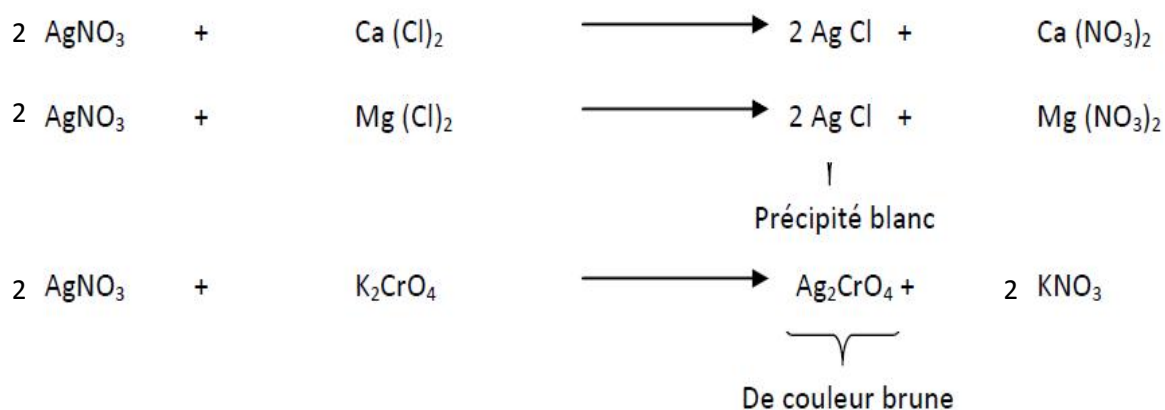 2 AgNO₃ + Ca (Cl)₂ ⟶ 2 Ag Cl + Ca (NO₃)₂
2 AgNO₃ + Mg (Cl)₂ ⟶ 2 Ag Cl + Mg (NO₃)₂
Précipité blanc
2 AgNO₃ + K₂CrO₄ ⟶ Ag₂CrO₄ + 2 KNO₃
De couleur brune